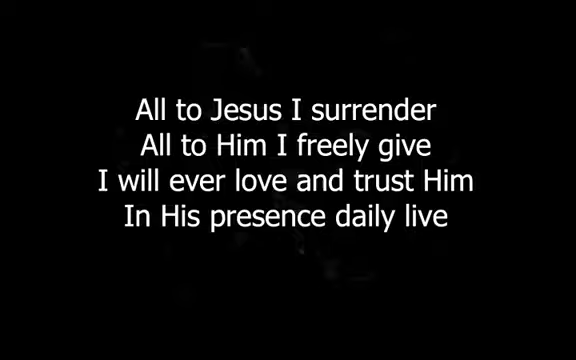 All to Jesus I surrender
All to Him I freely give
I will ever love and trust Him
In His presence daily live